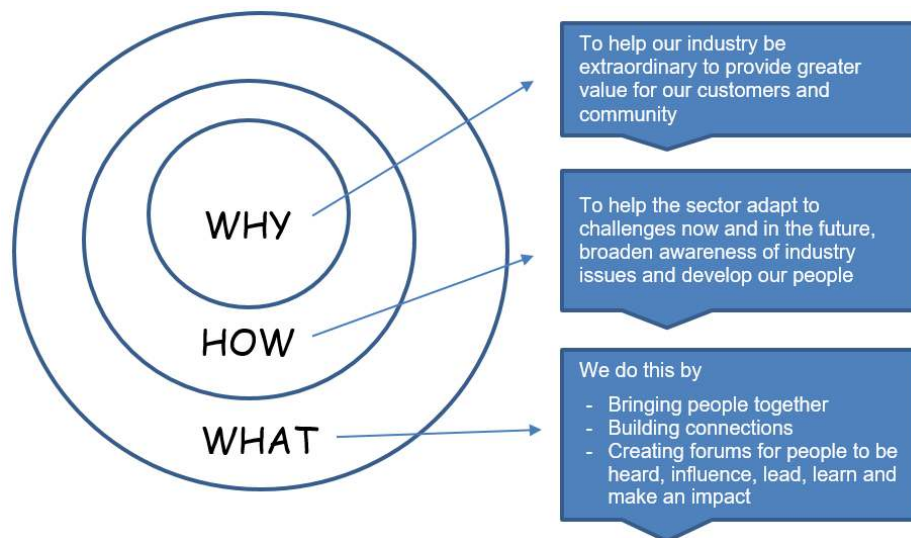 WHY
HOW
WHAT
To help our industry be
extraordinary to provide greater
value for our customers and
community
To help the sector adapt to
challenges now and in the future,
broaden awareness of industry
issues and develop our people
We do this by
- Bringing people together
- Building connections
- Creating forums for people to be
heard, influence, lead, learn and
make an impact